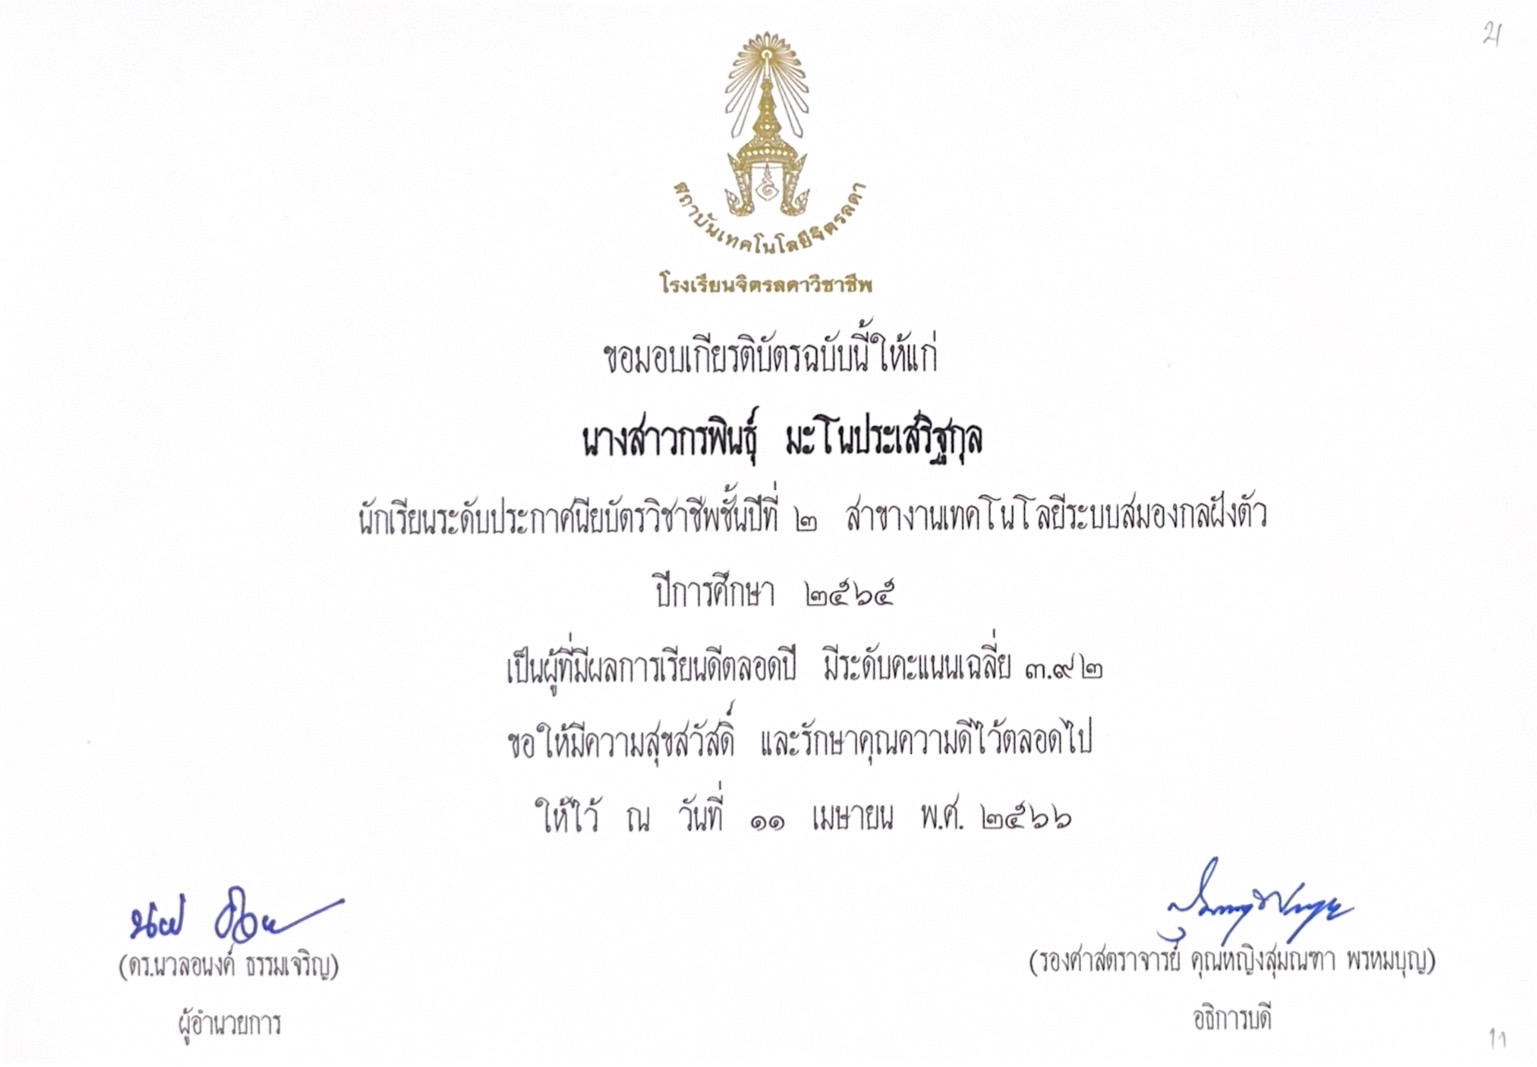 สถาบันเทคโนโลยีจิตรลดา
โรงเรียนจิตรลดาวิชาชีพ
ขอมอบเกียรติบัตรฉบับนี้ให้แก่
นางสาวกรพินธุ์ มะโนประเสริฐกุล
นักเรียนระดับประกาศนียบัตรวิชาชีพชั้นปีที่ ๒ สาขางานเทคโนโลยีระบบสมองกลฝังตัว
ปีการศึกษา ๒๕๖๕
เป็นผู้ที่มีผลการเรียนดีตลอดปี มีระดับคะแนนเฉลี่ย ๓.๙๒
ขอให้มีความสุขสวัสดิ์ และรักษาคุณความดีไว้ตลอดไป
ให้ไว้ ณ วันที่ ๑๑ เมษายน พ.ศ. ๒๕๖๖
(ดร.นวลอนงค์ ธรรมเจริญ)
ผู้อำนวยการ
(รองศาสตราจารย์ คุณหญิงสุมณฑา พรหมบุญ)
อธิการบดี